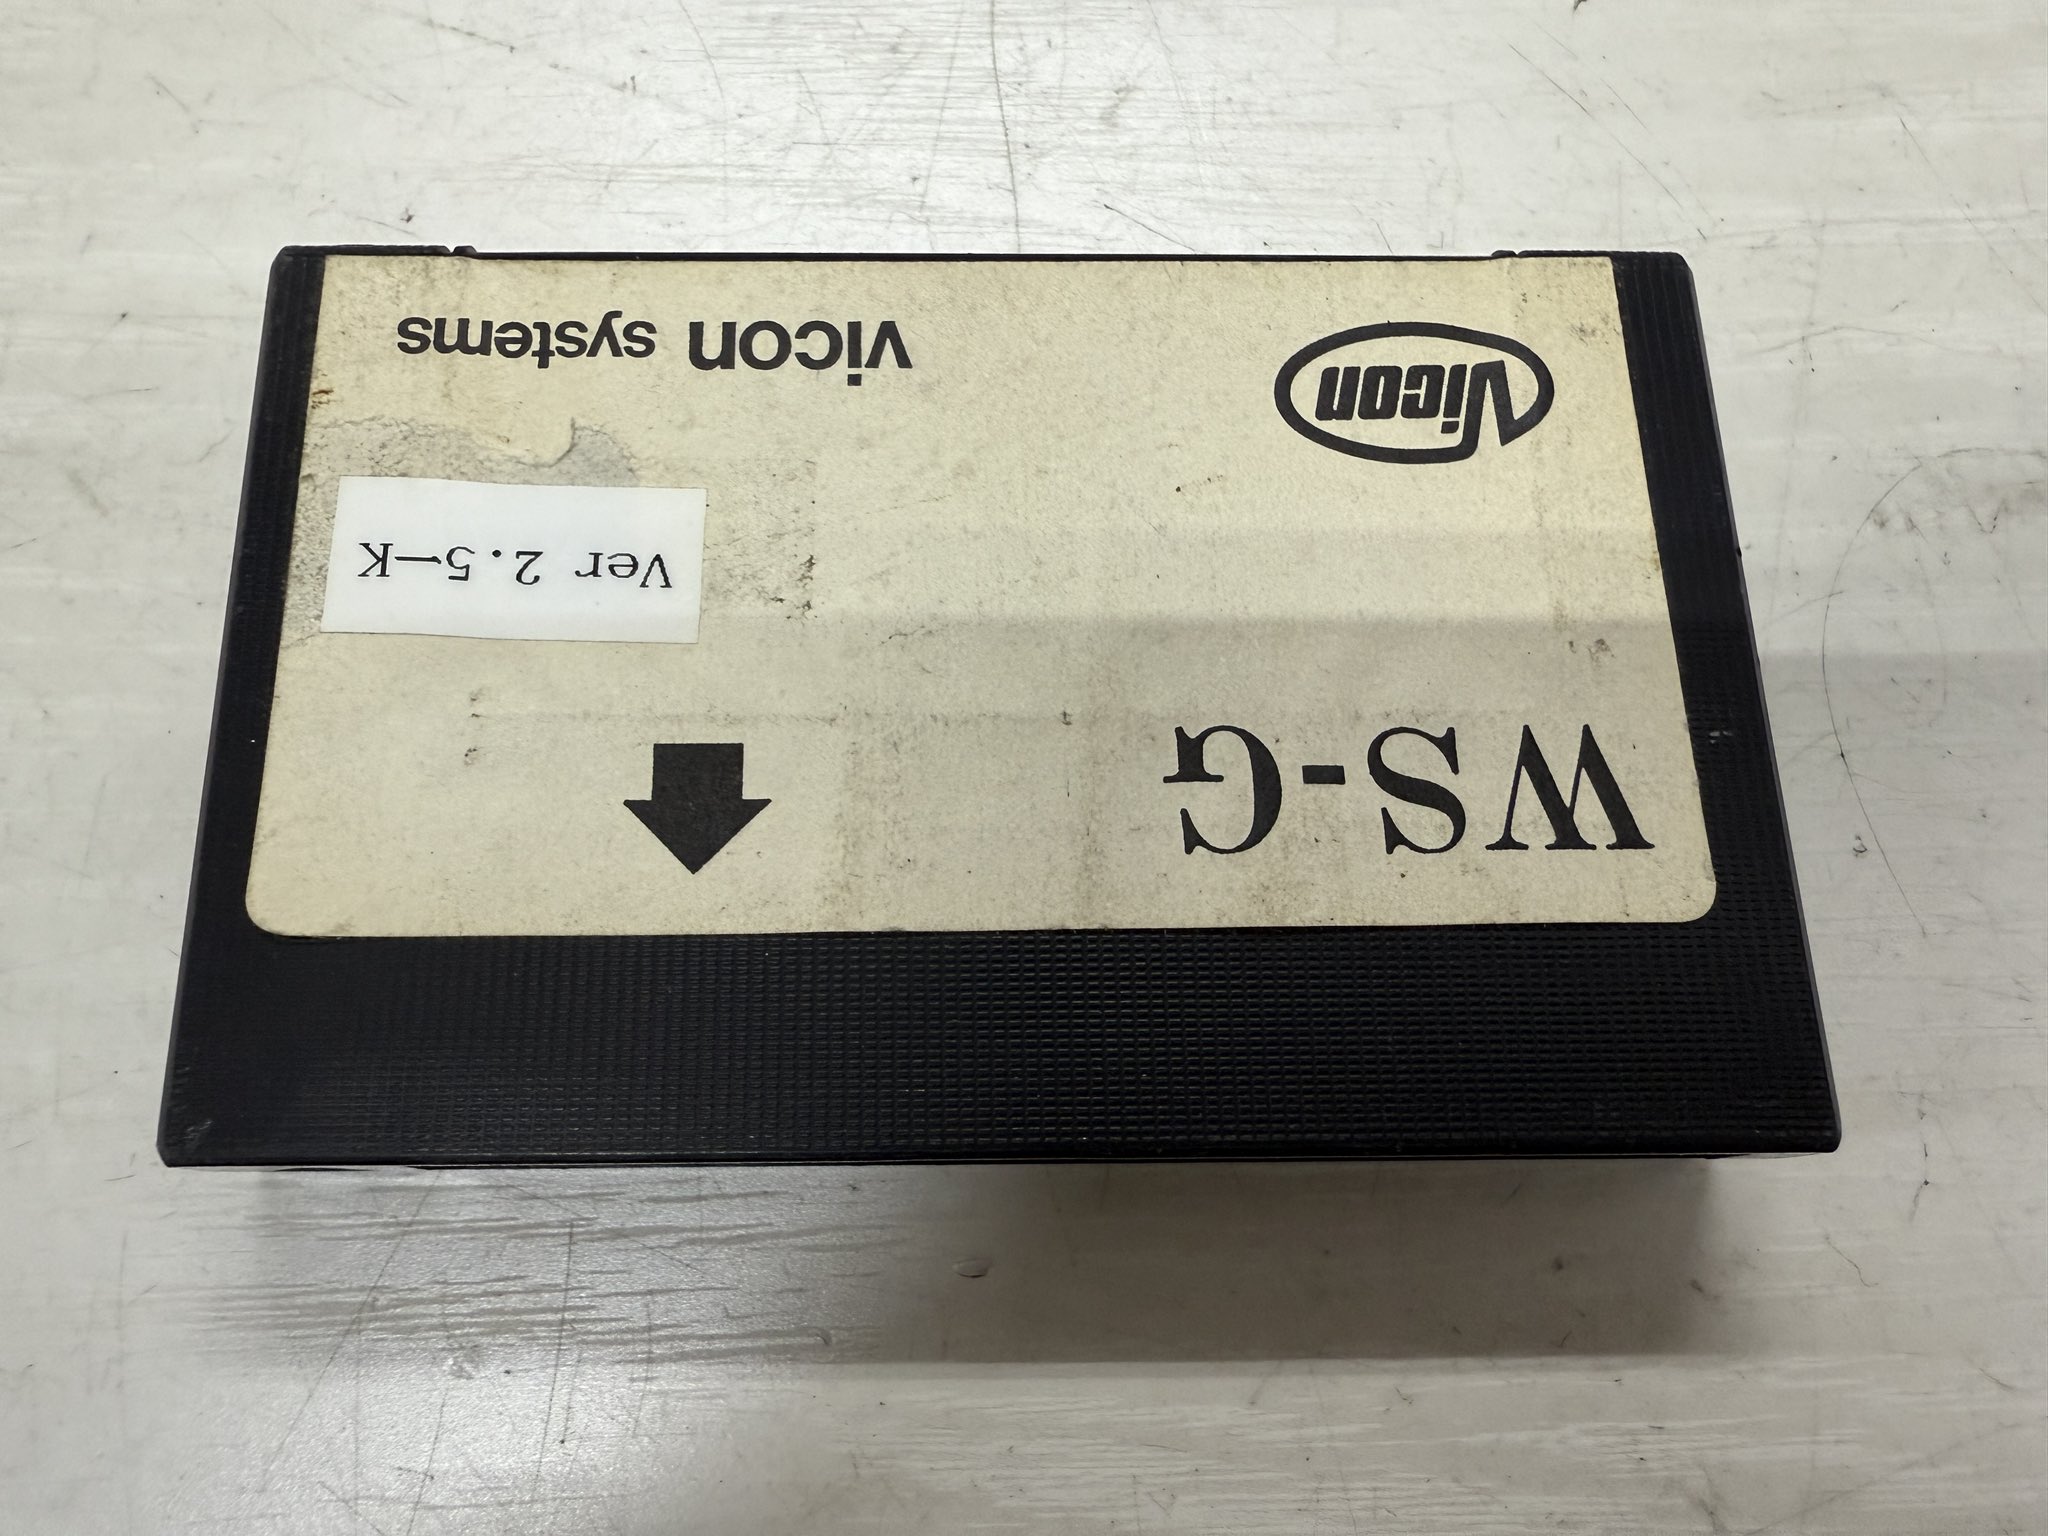 WS-G
Ver 2.5-K
Vicon
vicon systems